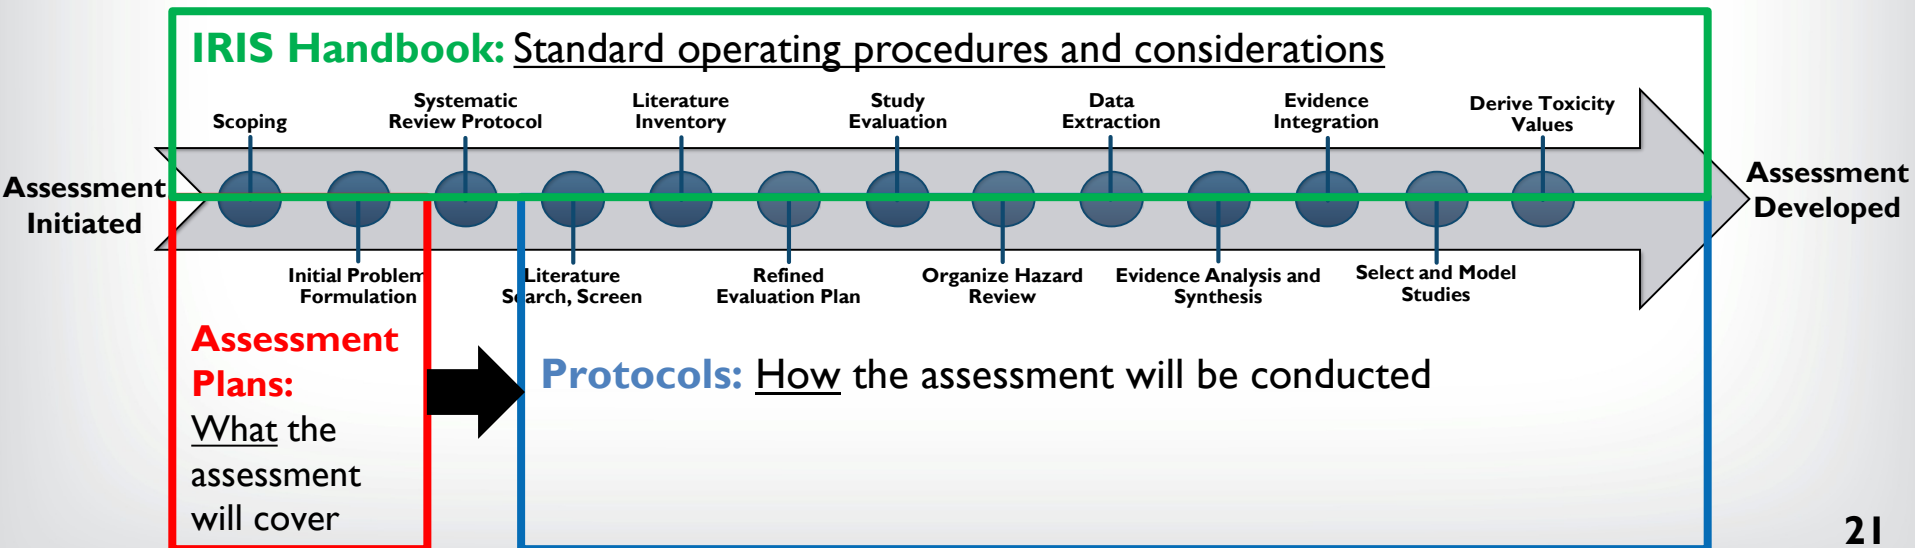 IRIS Handbook: Standard operating procedures and considerations
Scoping
Systematic
Review Protocol
Literature
Inventory
Study
Evaluation
Data
Extraction
Evidence
Integration
Derive Toxicity
Values
Assessment
Initiated
Assessment
Developed
Initial Problem
Formulation
Literature
Search, Screen
Refined
Evaluation Plan
Organize Hazard
Review
Evidence Analysis and
Synthesis
Select and Model
Studies
Assessment
Plans:
What the
assessment
will cover
Protocols: How the assessment will be conducted
21